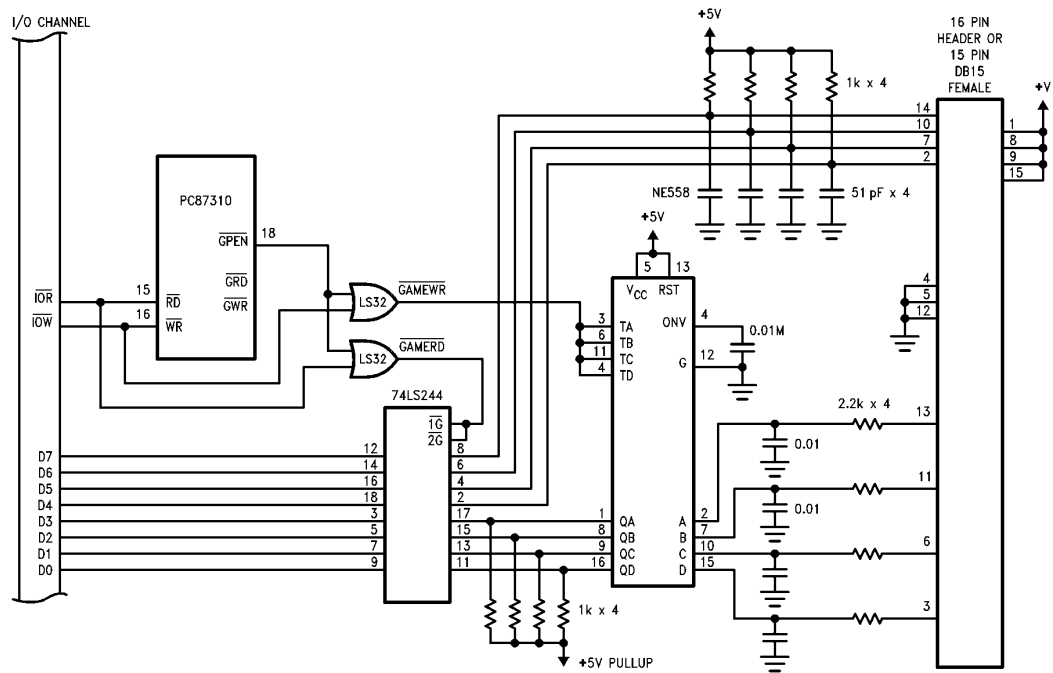 I/O CHANNEL
+5V
16 PIN
HEADER OR
15 PIN
DB15
FEMALE
1k x 4
+V
14
10
7
2
1
8
9
15
PC87310
NE558
51 pF x 4
+5V
GPEN
18
GRD
GWR
5
13
VCC
RST
IOR
15
RD
LS32
GAMEWR
IOW
16
WR
3
TA
6
TB
11
TC
4
TD
ONV
4
0.01M
G
12
4
5
12
LS32
GAMERD
74LS244
1G
2G
2.2k x 4
13
0.01
D7
12
8
D6
14
6
D5
16
4
D4
18
2
D3
3
17
D2
5
15
D1
7
13
D0
9
11
1
QA
8
QB
9
QC
16
QD
A
2
B
7
C
10
D
15
11
0.01
6
3
1k x 4
+5V PULLUP